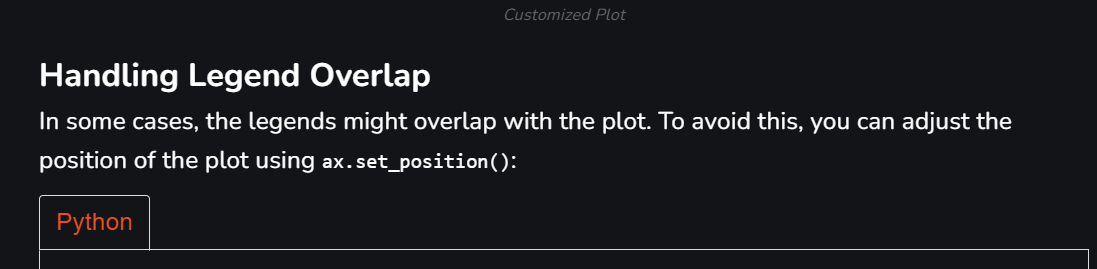 Customized Plot
Handling Legend Overlap
In some cases, the legends might overlap with the plot. To avoid this, you can adjust the
position of the plot using ax.set_position():
Python